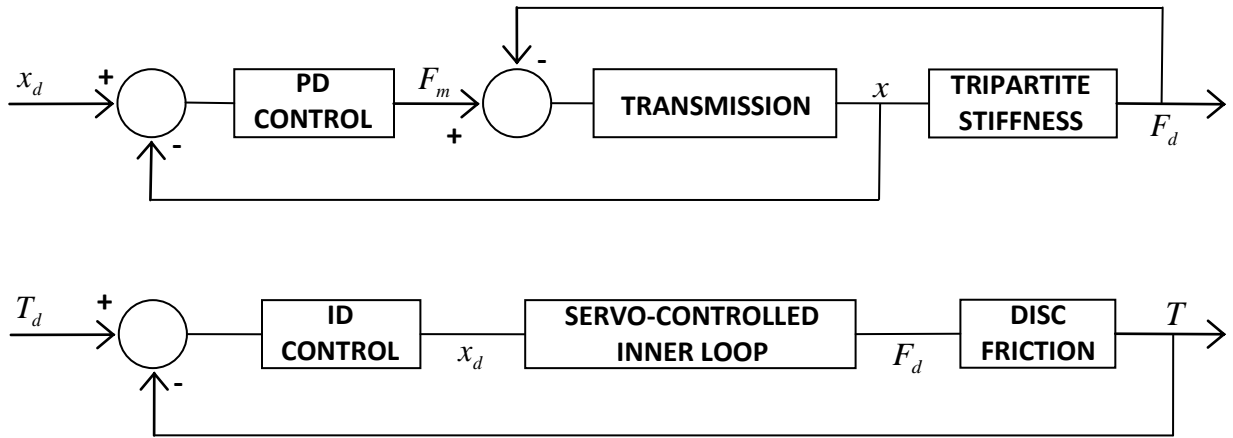 x_d
+
-
PD
CONTROL
F_m
+
-
TRANSMISSION
x
TRIPARTITE
STIFFNESS
F_d
T_d
+
-
ID
CONTROL
x_d
SERVO-CONTROLLED
INNER LOOP
F_d
DISC
FRICTION
T